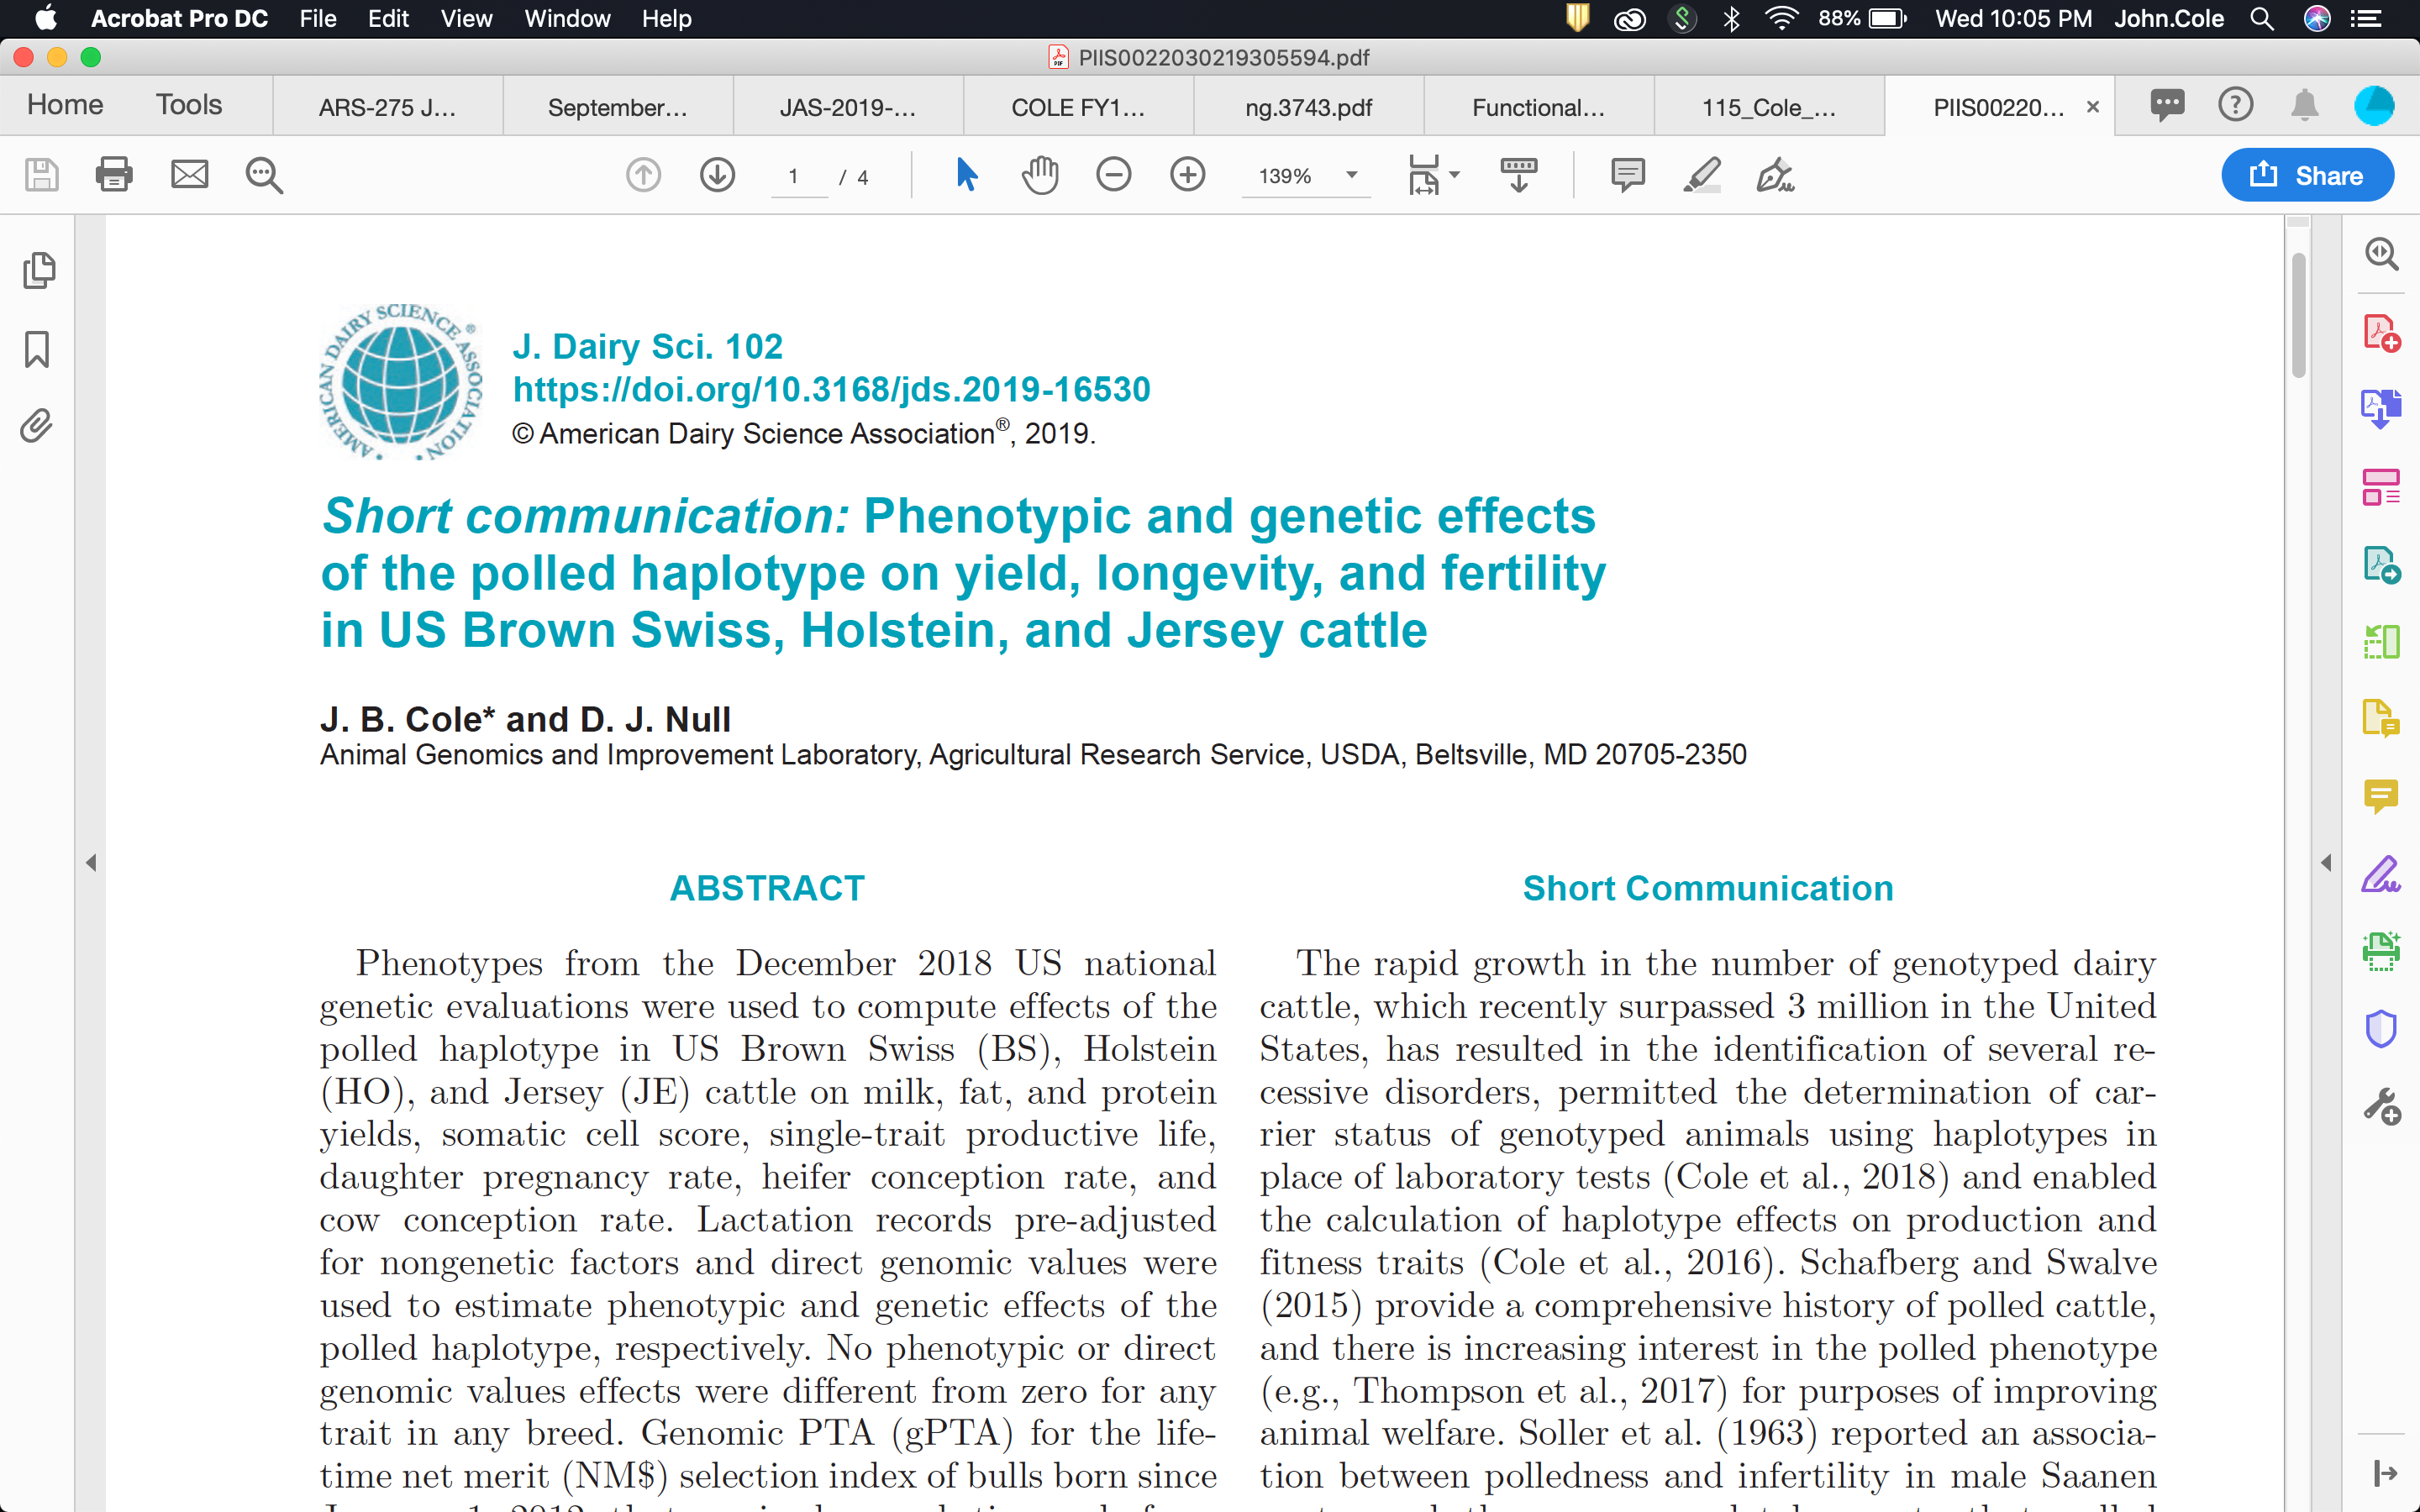 Acrobat Pro DC File Edit View Window Help 88% Wed 10:05 PM John.Cole
PIIS0022030219305594.pdf
Home Tools ARS-275 J... September... JAS-2019-... COLE FY1... ng.3743.pdf Functional... 115_Cole_... PIIS00220... ×
1 / 4 139% Share
AMERICAN DAIRY SCIENCE ASSOCIATION®
J. Dairy Sci. 102
https://doi.org/10.3168/jds.2019-16530
© American Dairy Science Association®, 2019.
Short communication: Phenotypic and genetic effects
of the polled haplotype on yield, longevity, and fertility
in US Brown Swiss, Holstein, and Jersey cattle
J. B. Cole* and D. J. Null
Animal Genomics and Improvement Laboratory, Agricultural Research Service, USDA, Beltsville, MD 20705-2350
ABSTRACT
Phenotypes from the December 2018 US national
genetic evaluations were used to compute effects of the
polled haplotype in US Brown Swiss (BS), Holstein
(HO), and Jersey (JE) cattle on milk, fat, and protein
yields, somatic cell score, single-trait productive life,
daughter pregnancy rate, heifer conception rate, and
cow conception rate. Lactation records pre-adjusted
for nongenetic factors and direct genomic values were
used to estimate phenotypic and genetic effects of the
polled haplotype, respectively. No phenotypic or direct
genomic values effects were different from zero for any
trait in any breed. Genomic PTA (gPTA) for the life-
time net merit (NM$) selection index of bulls born since
Short Communication
The rapid growth in the number of genotyped dairy
cattle, which recently surpassed 3 million in the United
States, has resulted in the identification of several re-
cessive disorders, permitted the determination of car-
rier status of genotyped animals using haplotypes in
place of laboratory tests (Cole et al., 2018) and enabled
the calculation of haplotype effects on production and
fitness traits (Cole et al., 2016). Schafberg and Swalve
(2015) provide a comprehensive history of polled cattle,
and there is increasing interest in the polled phenotype
(e.g., Thompson et al., 2017) for purposes of improving
animal welfare. Soller et al. (1963) reported an associa-
tion between polledness and infertility in male Saanen